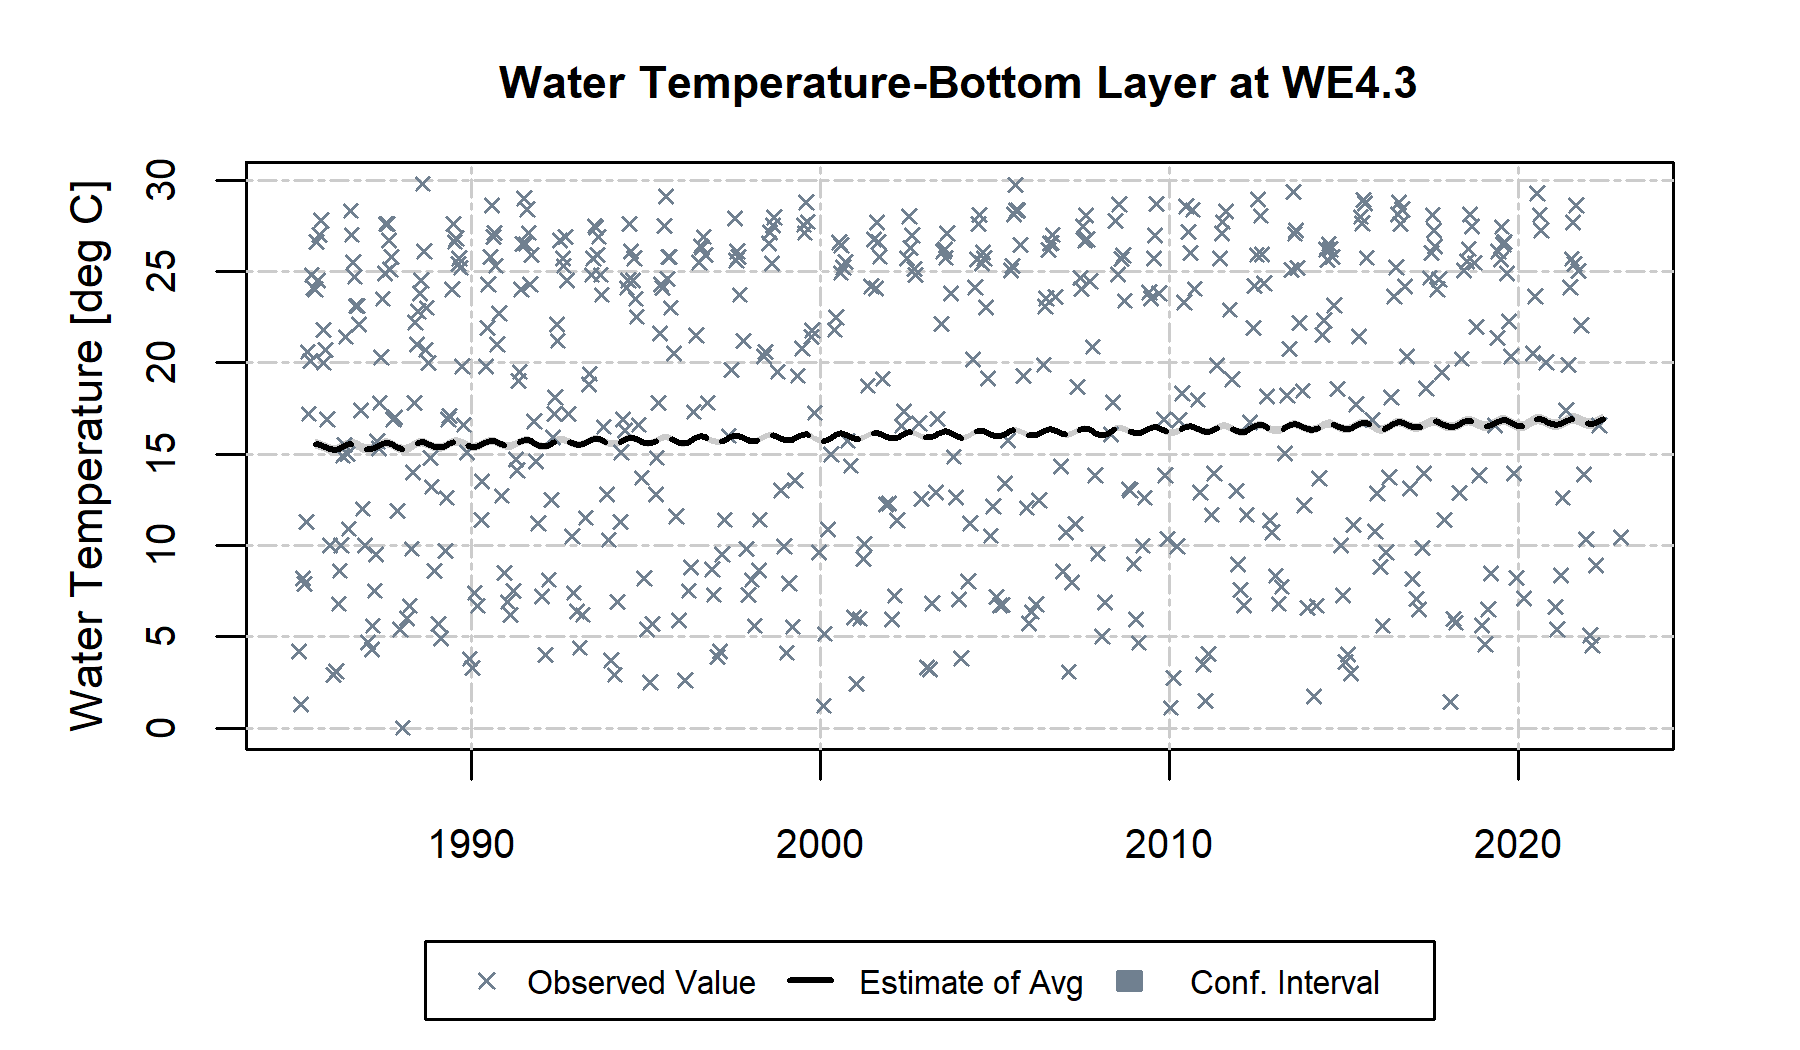 Water Temperature-Bottom Layer at WE4.3
Water Temperature [deg C]
30
25
20
15
10
5
0
1990 2000 2010 2020
Observed Value Estimate of Avg Conf. Interval